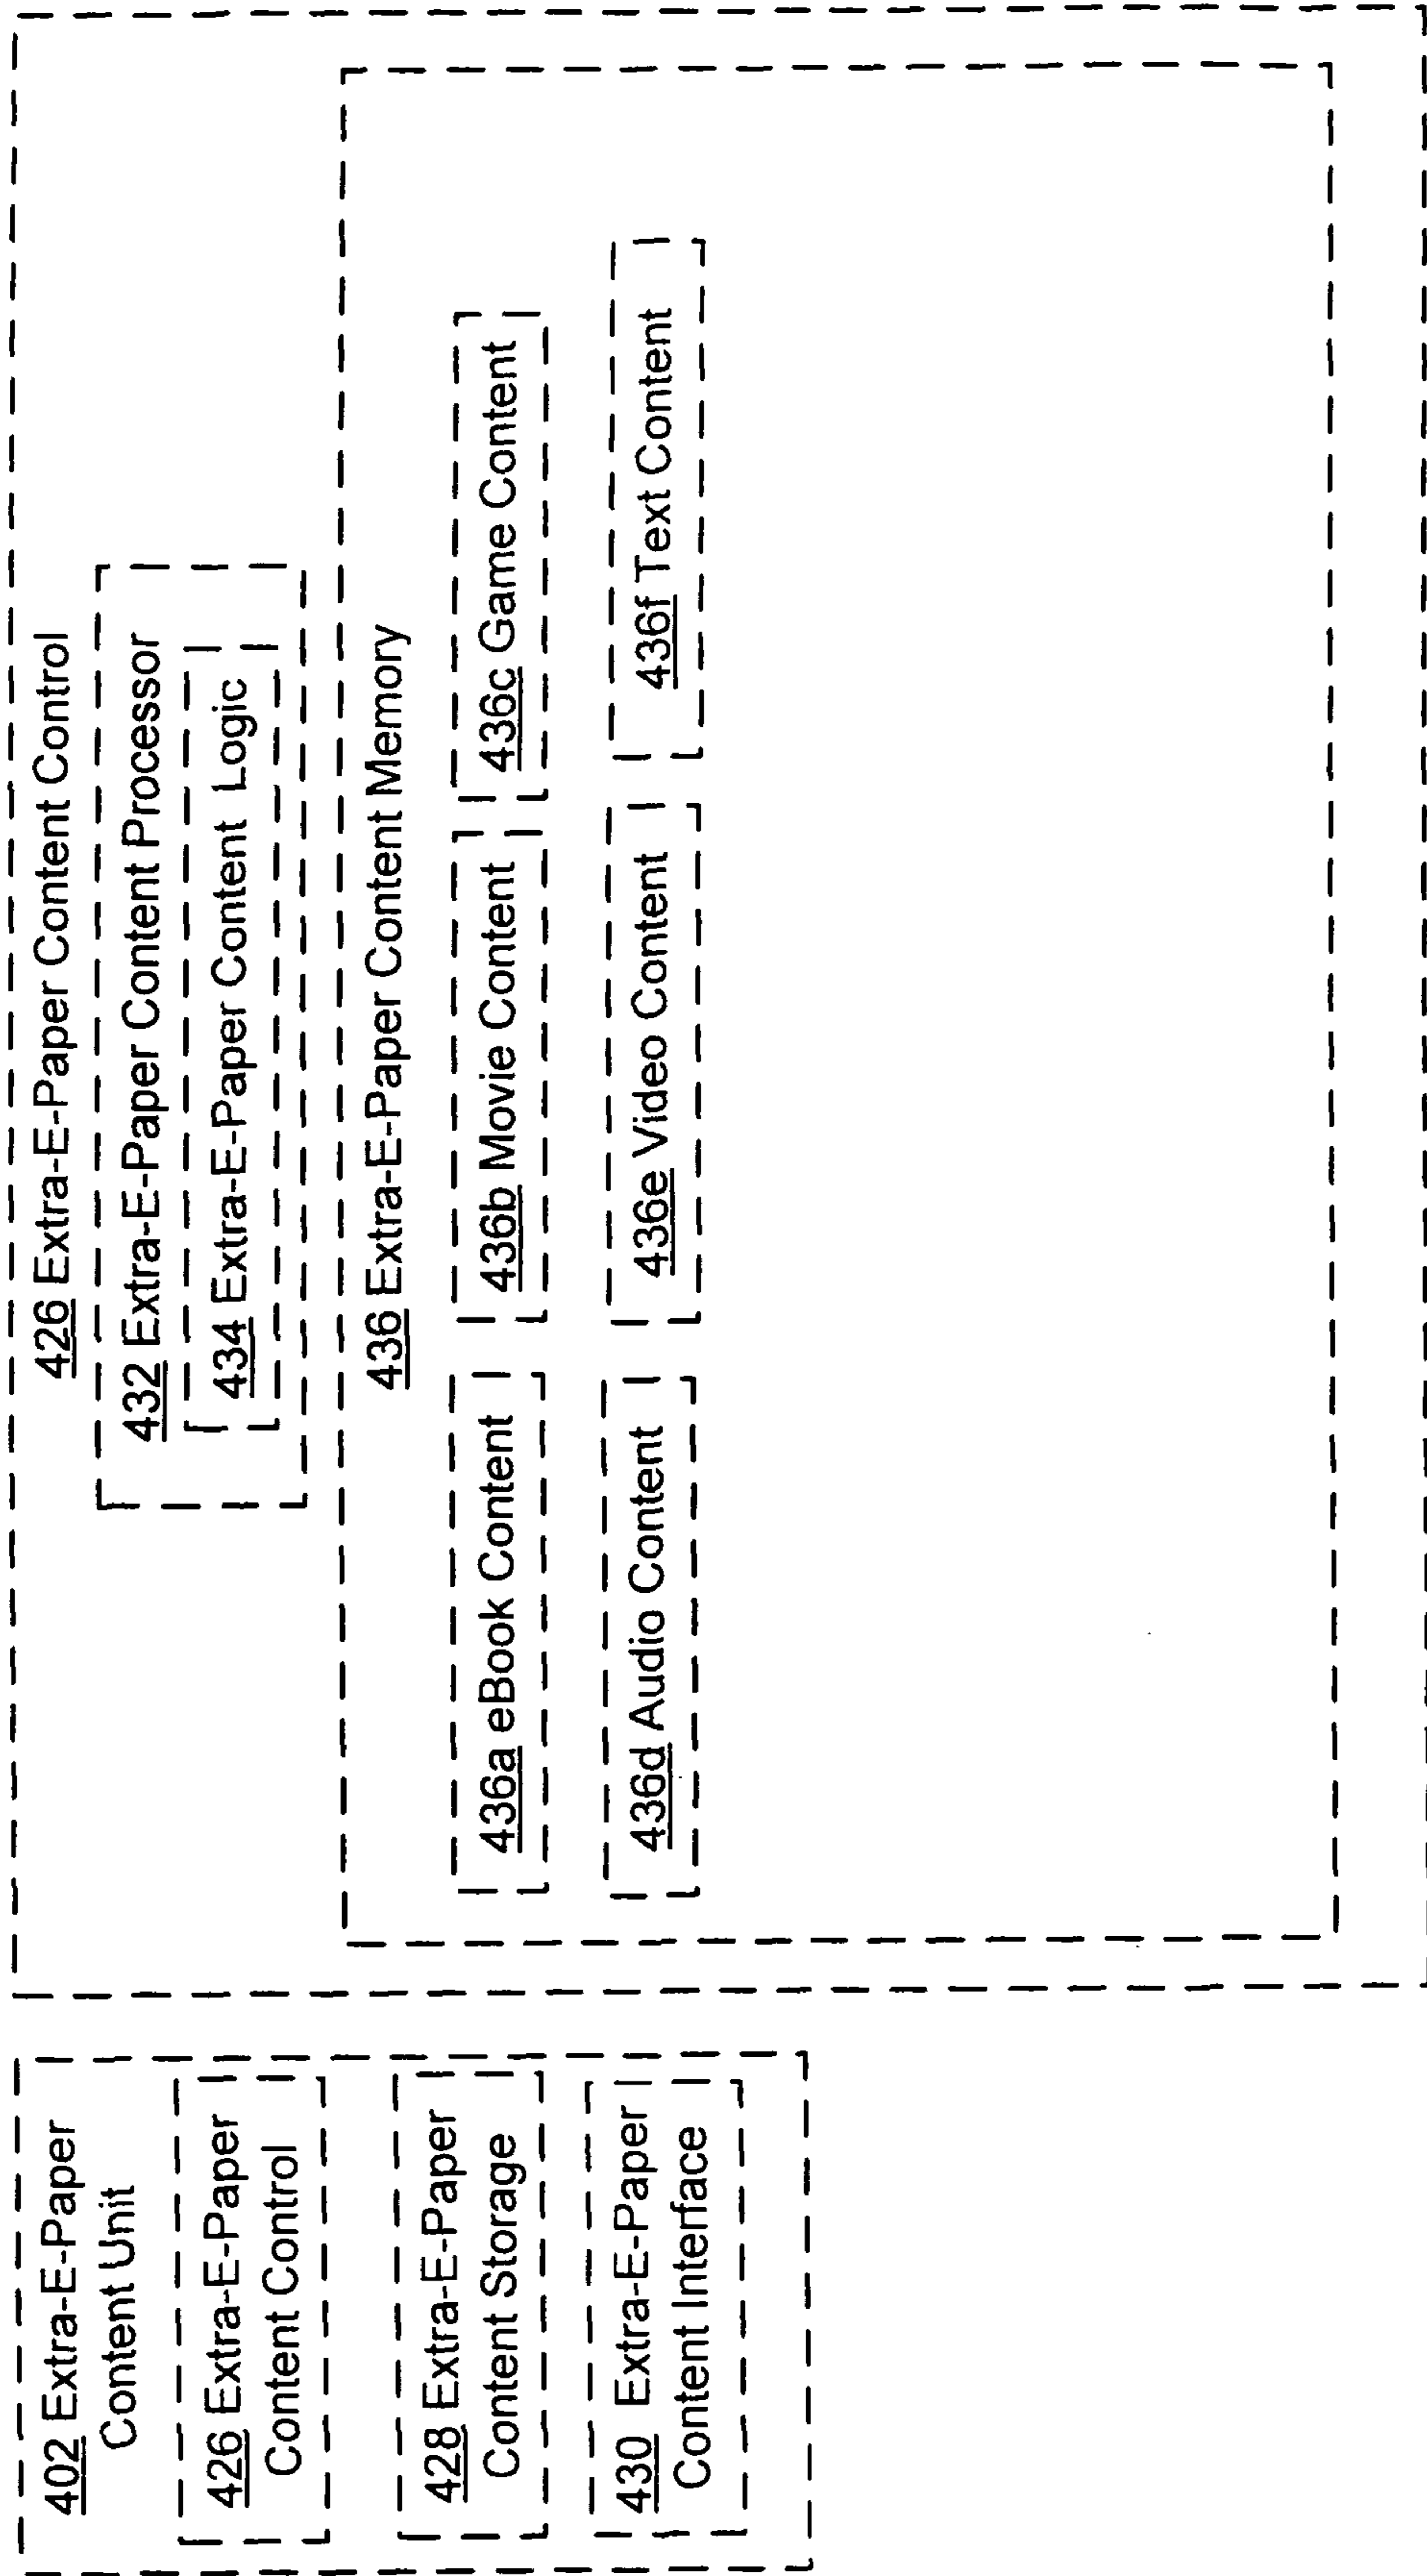 402 Extra-E-Paper
Content Unit
426 Extra-E-Paper
Content Control
428 Extra-E-Paper
Content Storage
430 Extra-E-Paper
Content Interface
426 Extra-E-Paper Content Control
432 Extra-E-Paper Content Processor
434 Extra-E-Paper Content Logic
436 Extra-E-Paper Content Memory
436a eBook Content
436b Movie Content
436c Game Content
436d Audio Content
436e Video Content
436f Text Content